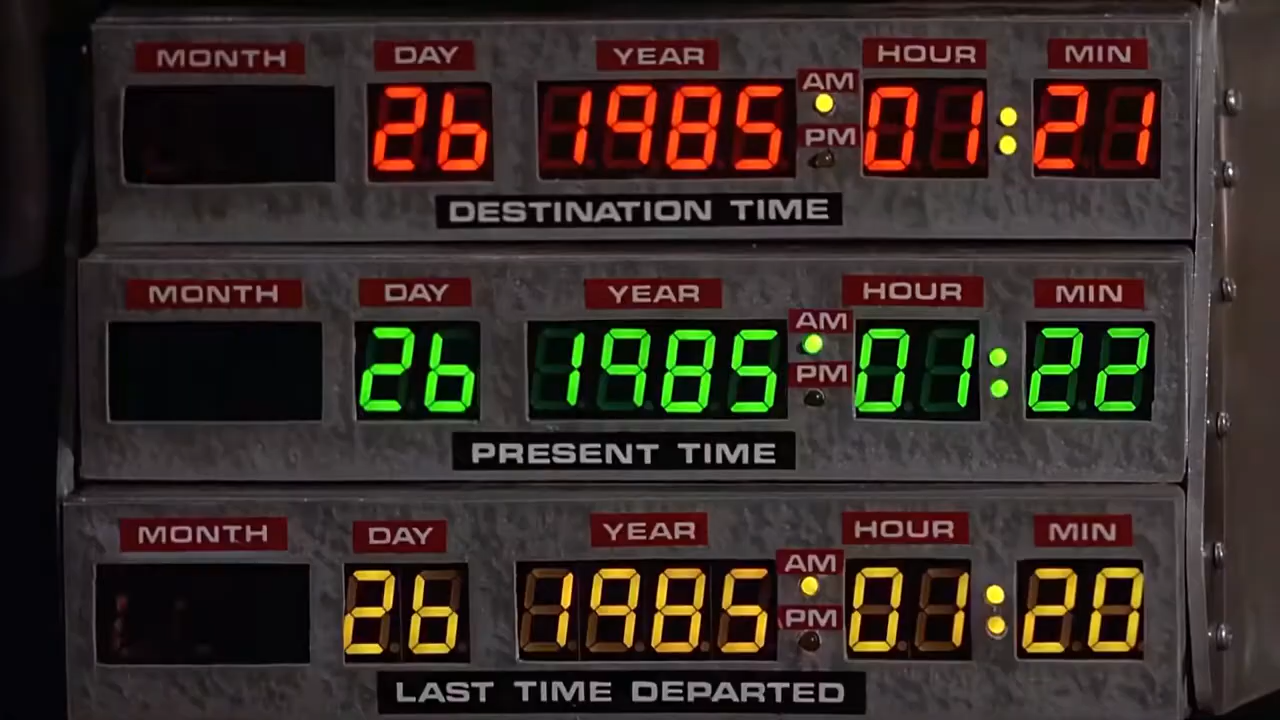 MONTH DAY YEAR AM PM HOUR MIN
26 1985 01:21
DESTINATION TIME
MONTH DAY YEAR AM PM HOUR MIN
26 1985 01:22
PRESENT TIME
MONTH DAY YEAR AM PM HOUR MIN
26 1985 01:20
LAST TIME DEPARTED